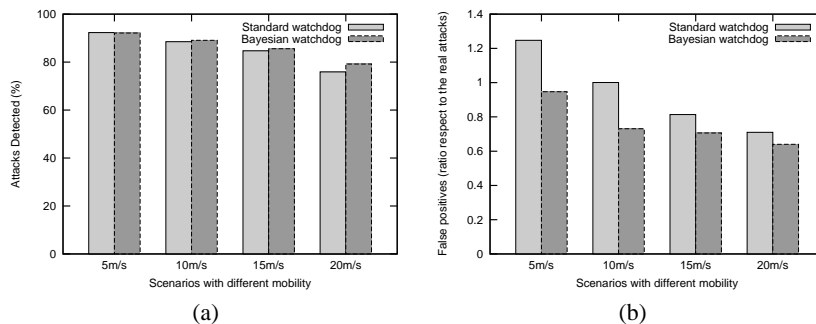 Attacks Detected (%)
100
80
60
40
20
0
Standard watchdog
Bayesian watchdog
5m/s 10m/s 15m/s 20m/s
Scenarios with different mobility
(a)
False positives (ratio respect to the real attacks)
1.4
1.2
1
0.8
0.6
0.4
0.2
0
Standard watchdog
Bayesian watchdog
5m/s 10m/s 15m/s 20m/s
Scenarios with different mobility
(b)